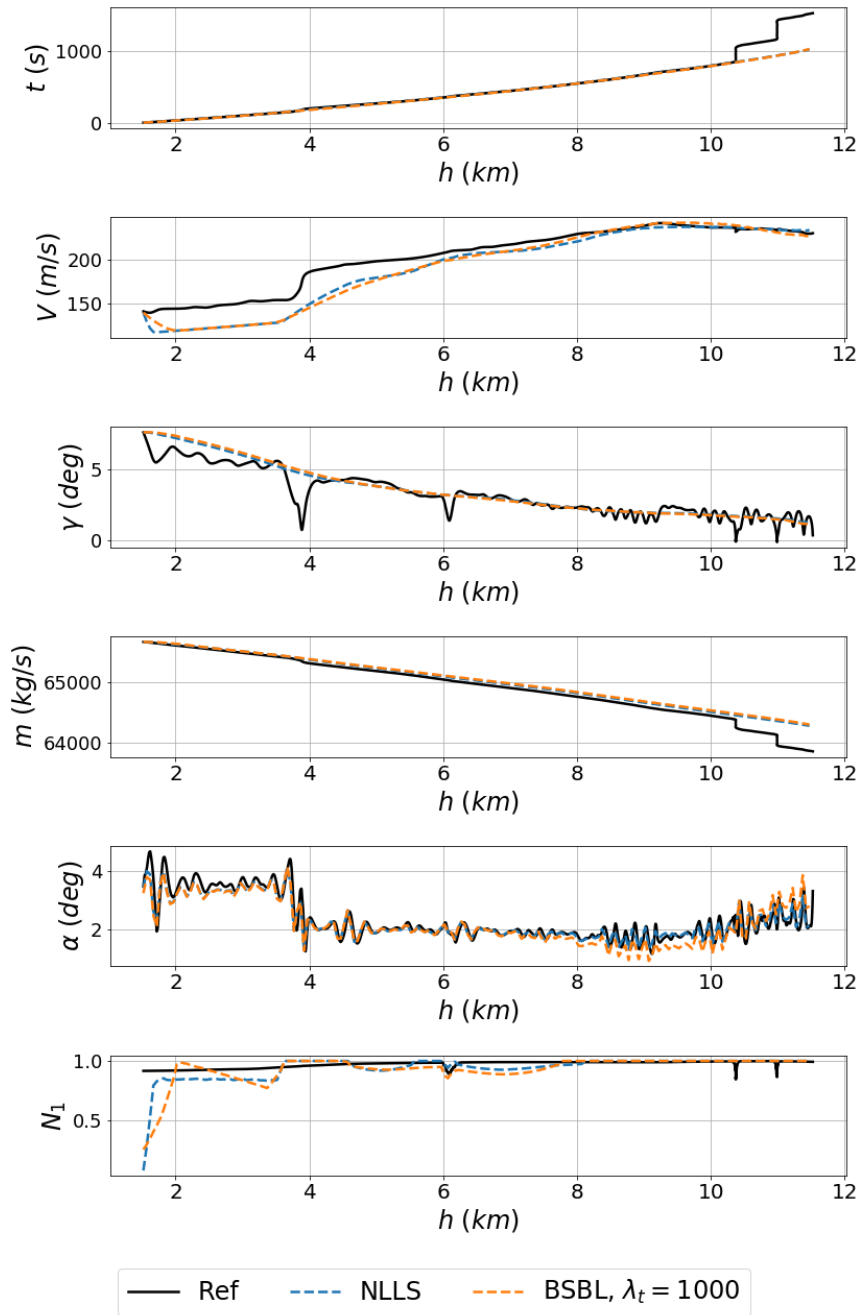 1000
0
t (s)
2 4 6 8 10 12
h (km)
200
150
V (m/s)
2 4 6 8 10 12
h (km)
5
0
γ (deg)
2 4 6 8 10 12
h (km)
65000
64000
m (kg/s)
2 4 6 8 10 12
h (km)
4
2
α (deg)
2 4 6 8 10 12
h (km)
1.0
0.5
N₁
2 4 6 8 10 12
h (km)
Ref NLLS BSBL, λₜ = 1000